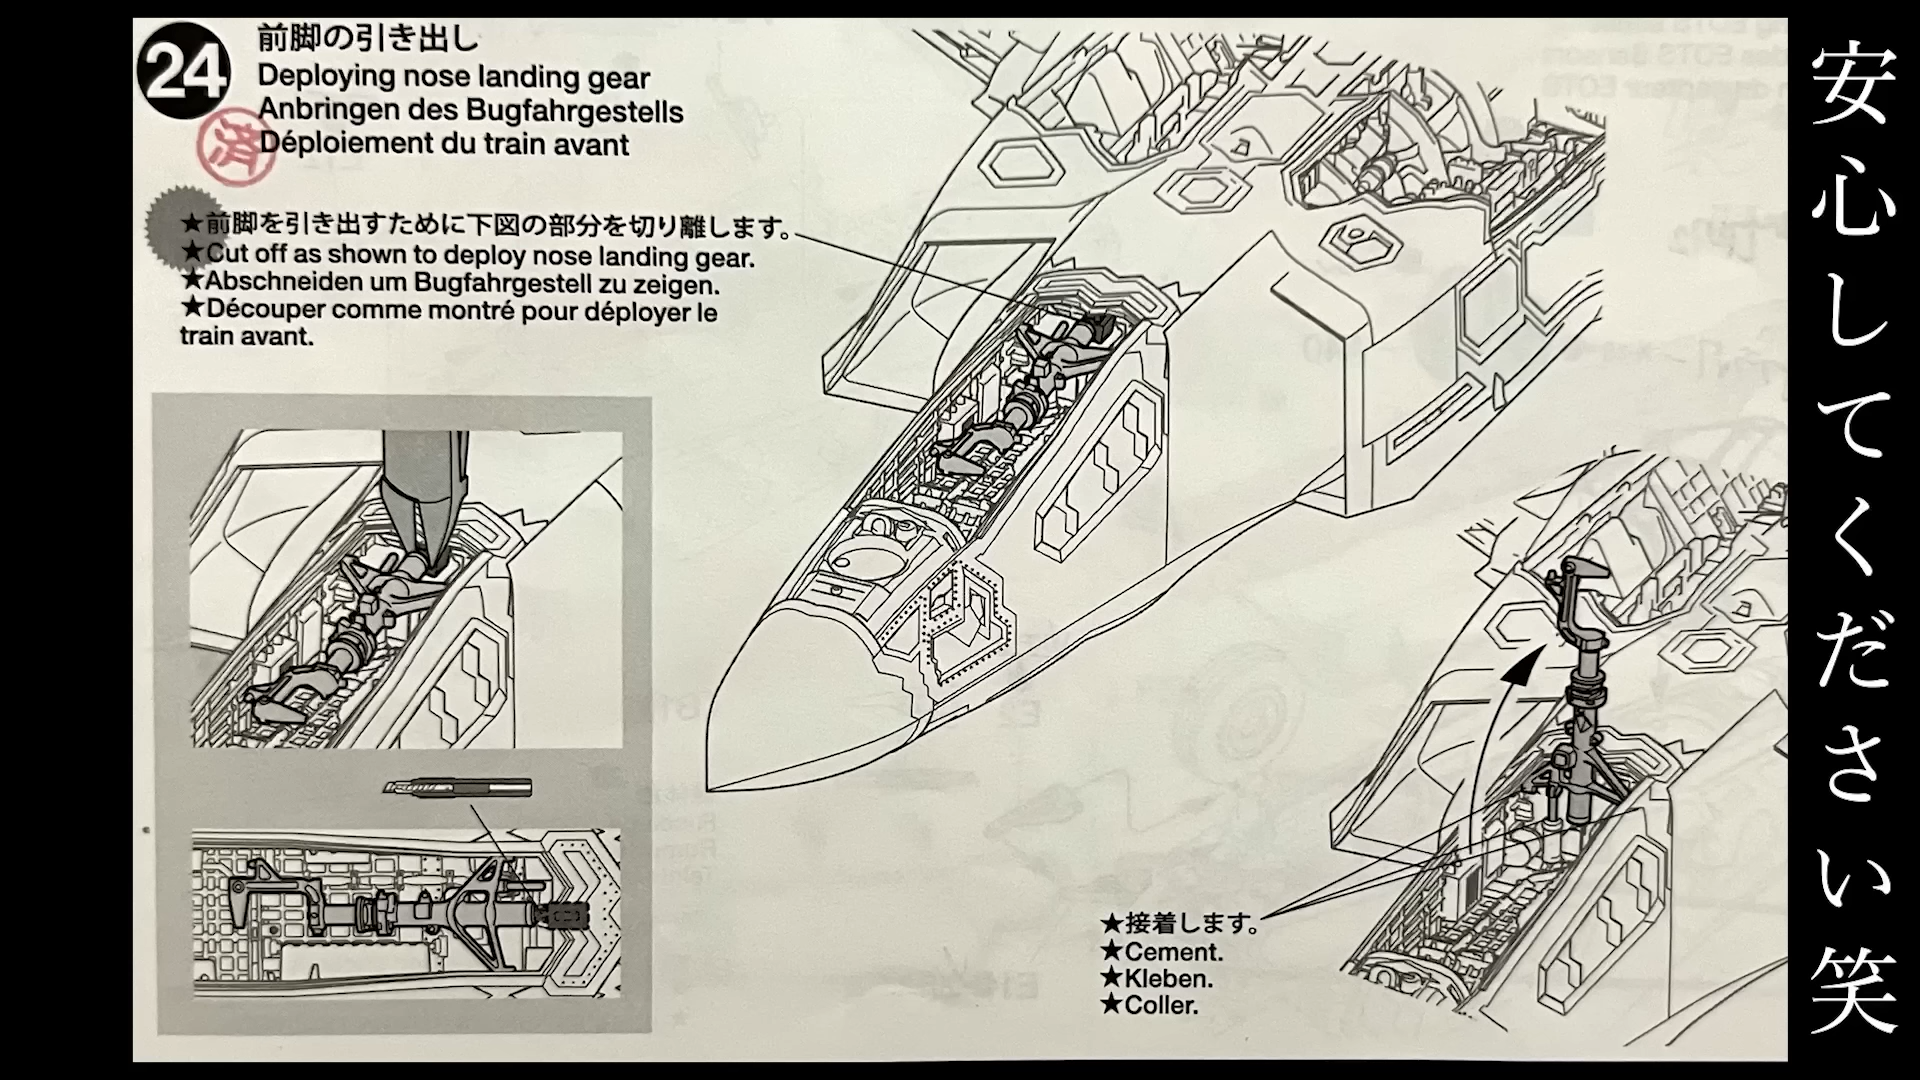 24
前脚の引き出し
Deploying nose landing gear
Anbringen des Bugfahrgestells
Déploiement du train avant
済
★前脚を引き出すために下図の部分を切り離します。
★Cut off as shown to deploy nose landing gear.
★Abschneiden um Bugfahrgestell zu zeigen.
★Découper comme montré pour déployer le
train avant.
★接着します。
★Cement.
★Kleben.
★Coller.
安心してください笑